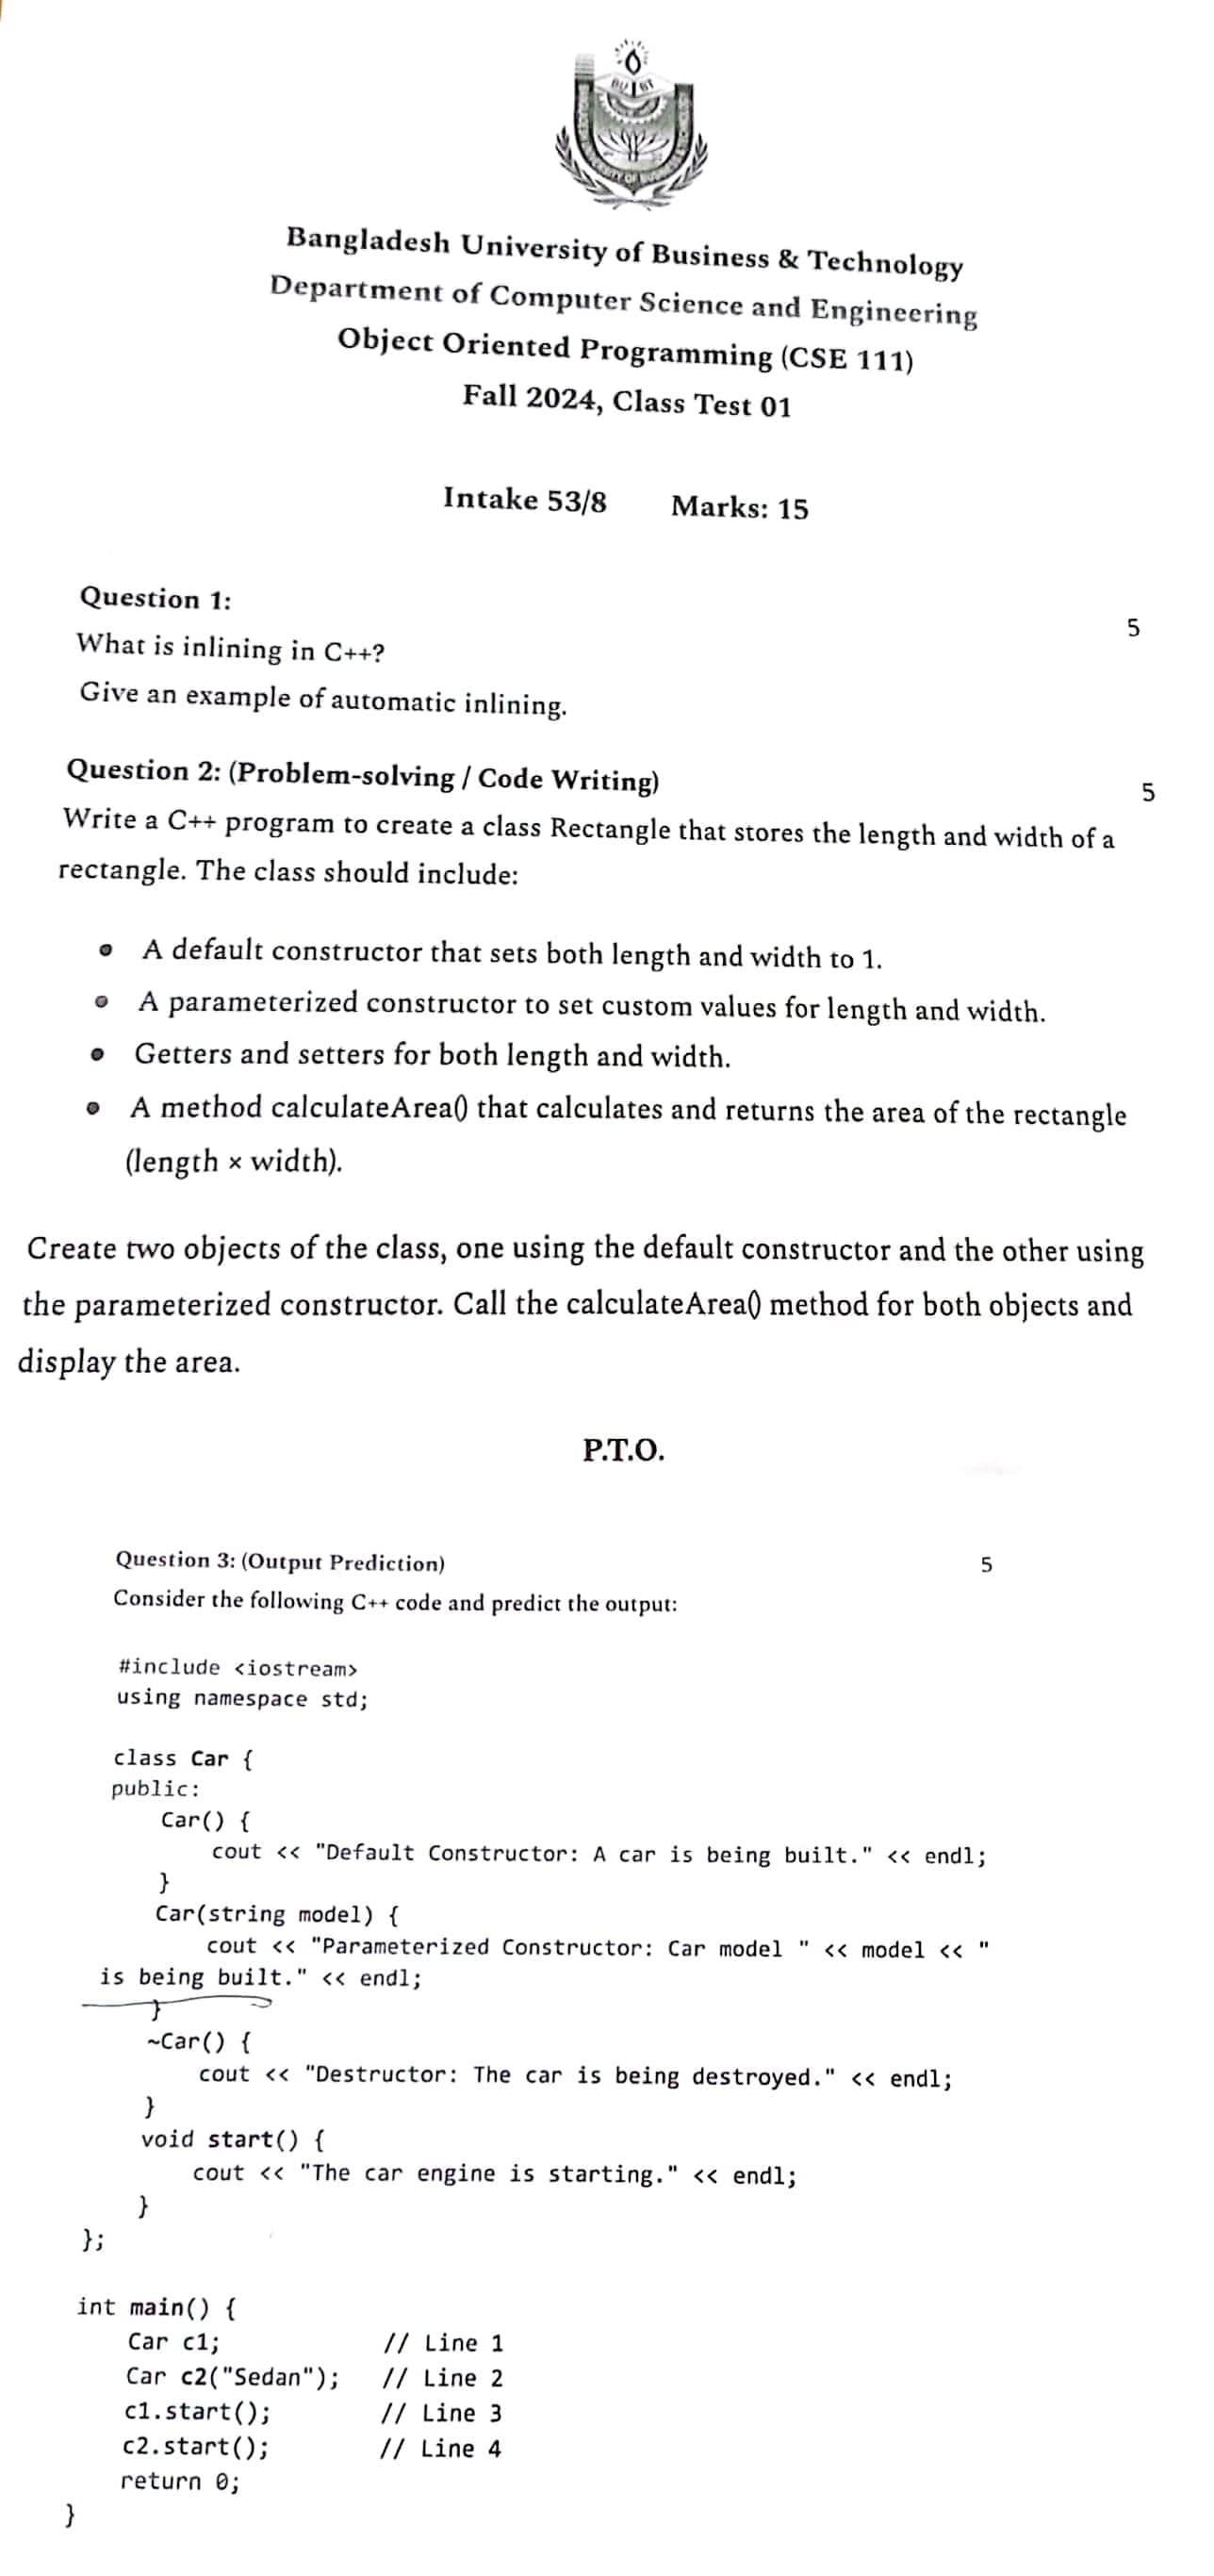 BUBT
Bangladesh University of Business & Technology
Department of Computer Science and Engineering
Object Oriented Programming (CSE 111)
Fall 2024, Class Test 01
Intake 53/8 Marks: 15
Question 1:
5
What is inlining in C++?
Give an example of automatic inlining.
Question 2: (Problem-solving / Code Writing)
5
Write a C++ program to create a class Rectangle that stores the length and width of a
rectangle. The class should include:
• A default constructor that sets both length and width to 1.
• A parameterized constructor to set custom values for length and width.
• Getters and setters for both length and width.
• A method calculateArea() that calculates and returns the area of the rectangle
(length × width).
Create two objects of the class, one using the default constructor and the other using
the parameterized constructor. Call the calculateArea() method for both objects and
display the area.
P.T.O.
Question 3: (Output Prediction) 5
Consider the following C++ code and predict the output:
#include <iostream>
using namespace std;
class Car {
public:
Car() {
cout << "Default Constructor: A car is being built." << endl;
}
Car(string model) {
cout << "Parameterized Constructor: Car model " << model << "
is being built." << endl;
}
~Car() {
cout << "Destructor: The car is being destroyed." << endl;
}
void start() {
cout << "The car engine is starting." << endl;
}
};
int main() {
Car c1; // Line 1
Car c2("Sedan"); // Line 2
c1.start(); // Line 3
c2.start(); // Line 4
return 0;
}